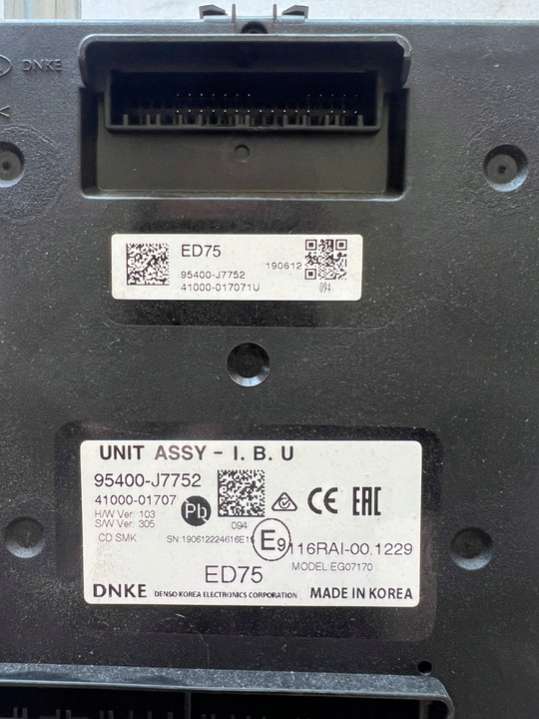 DNKE
ED75
190612
95400-J7752
41000-017071U
094
UNIT ASSY - I. B. U
95400-J7752
41000-01707
Pb
CE EAC
H/W Ver: 103
S/W Ver: 305
094
CD SMK
SN:190612224616E1
E9
116RAI-00.1229
MODEL:EG07170
ED75
DNKE DENSO KOREA ELECTRONICS CORPORATION MADE IN KOREA